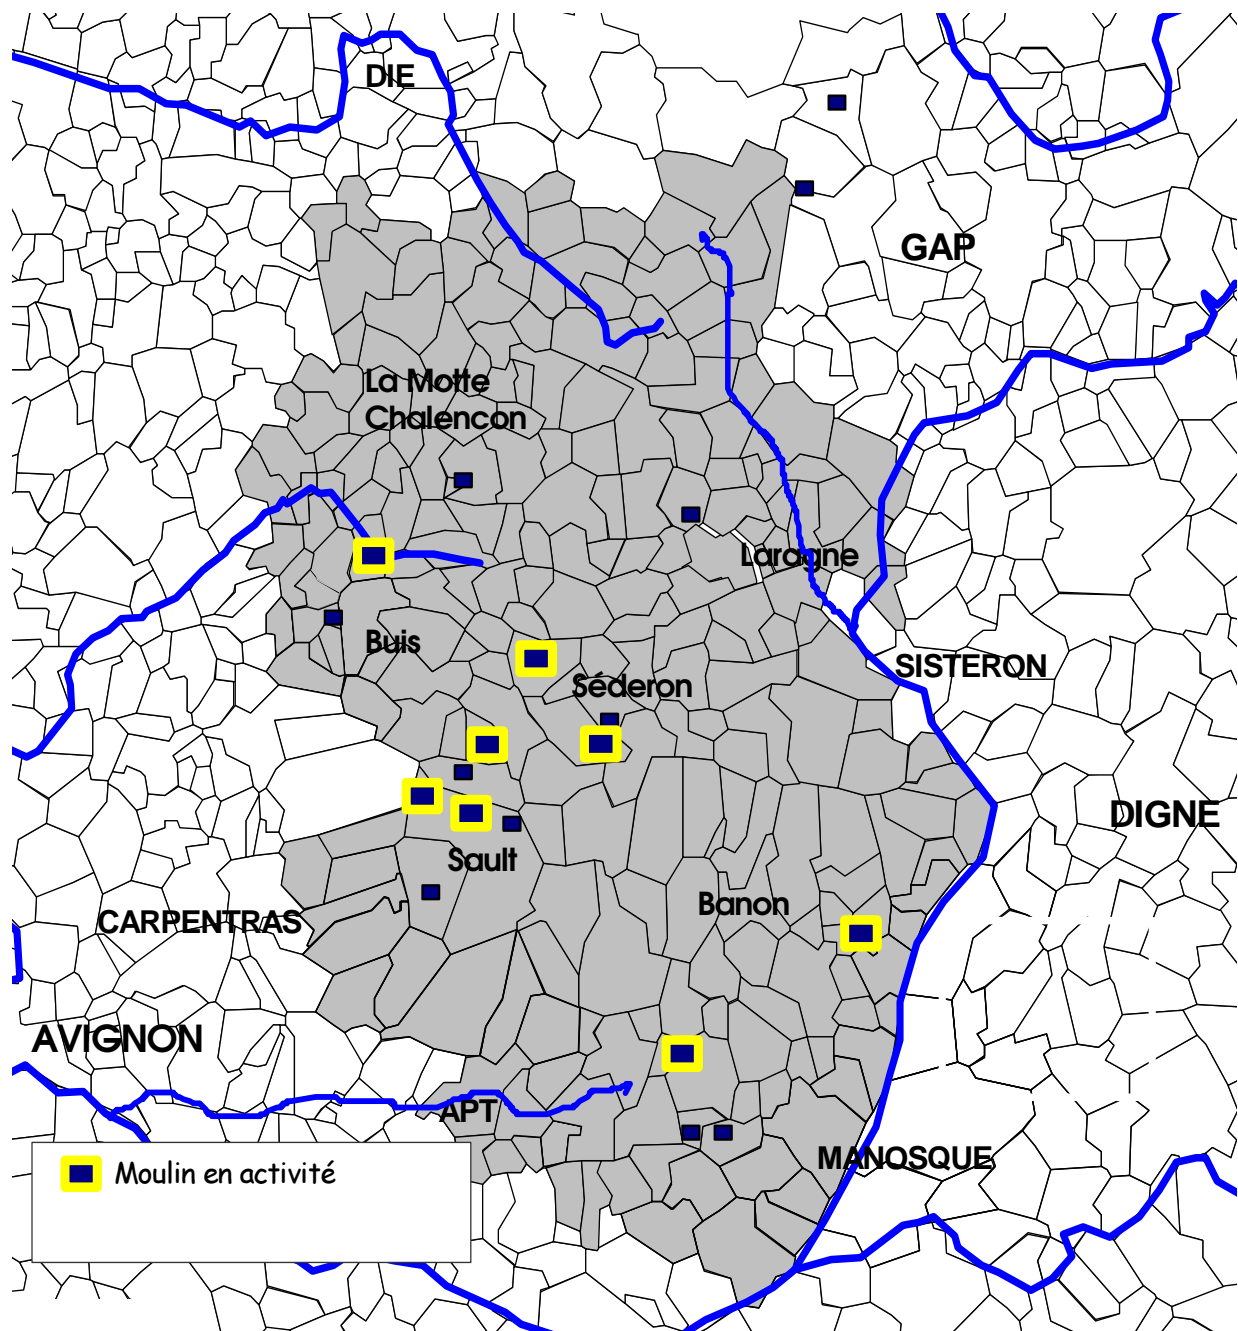 DIE
GAP
La Motte
Chalencon
Laragne
Buis
SISTERON
Séderon
DIGNE
Sault
Banon
CARPENTRAS
AVIGNON
APT
MANOSQUE
Moulin en activité